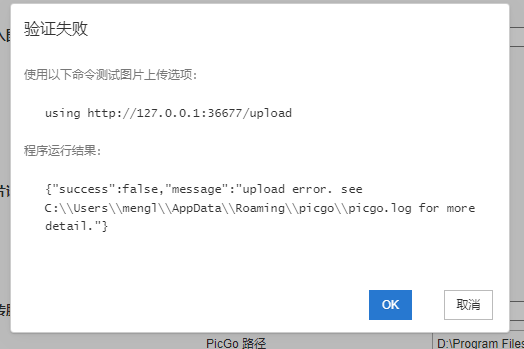 验证失败
入图
使用以下命令测试图片上传选项:
using http://127.0.0.1:36677/upload
程序运行结果:
{"success":false,"message":"upload error. see
C:\\Users\\mengl\\AppData\\Roaming\\picgo\\picgo.log for more
detail."}
OK 取消
PicGo 路径 D:\Program Files